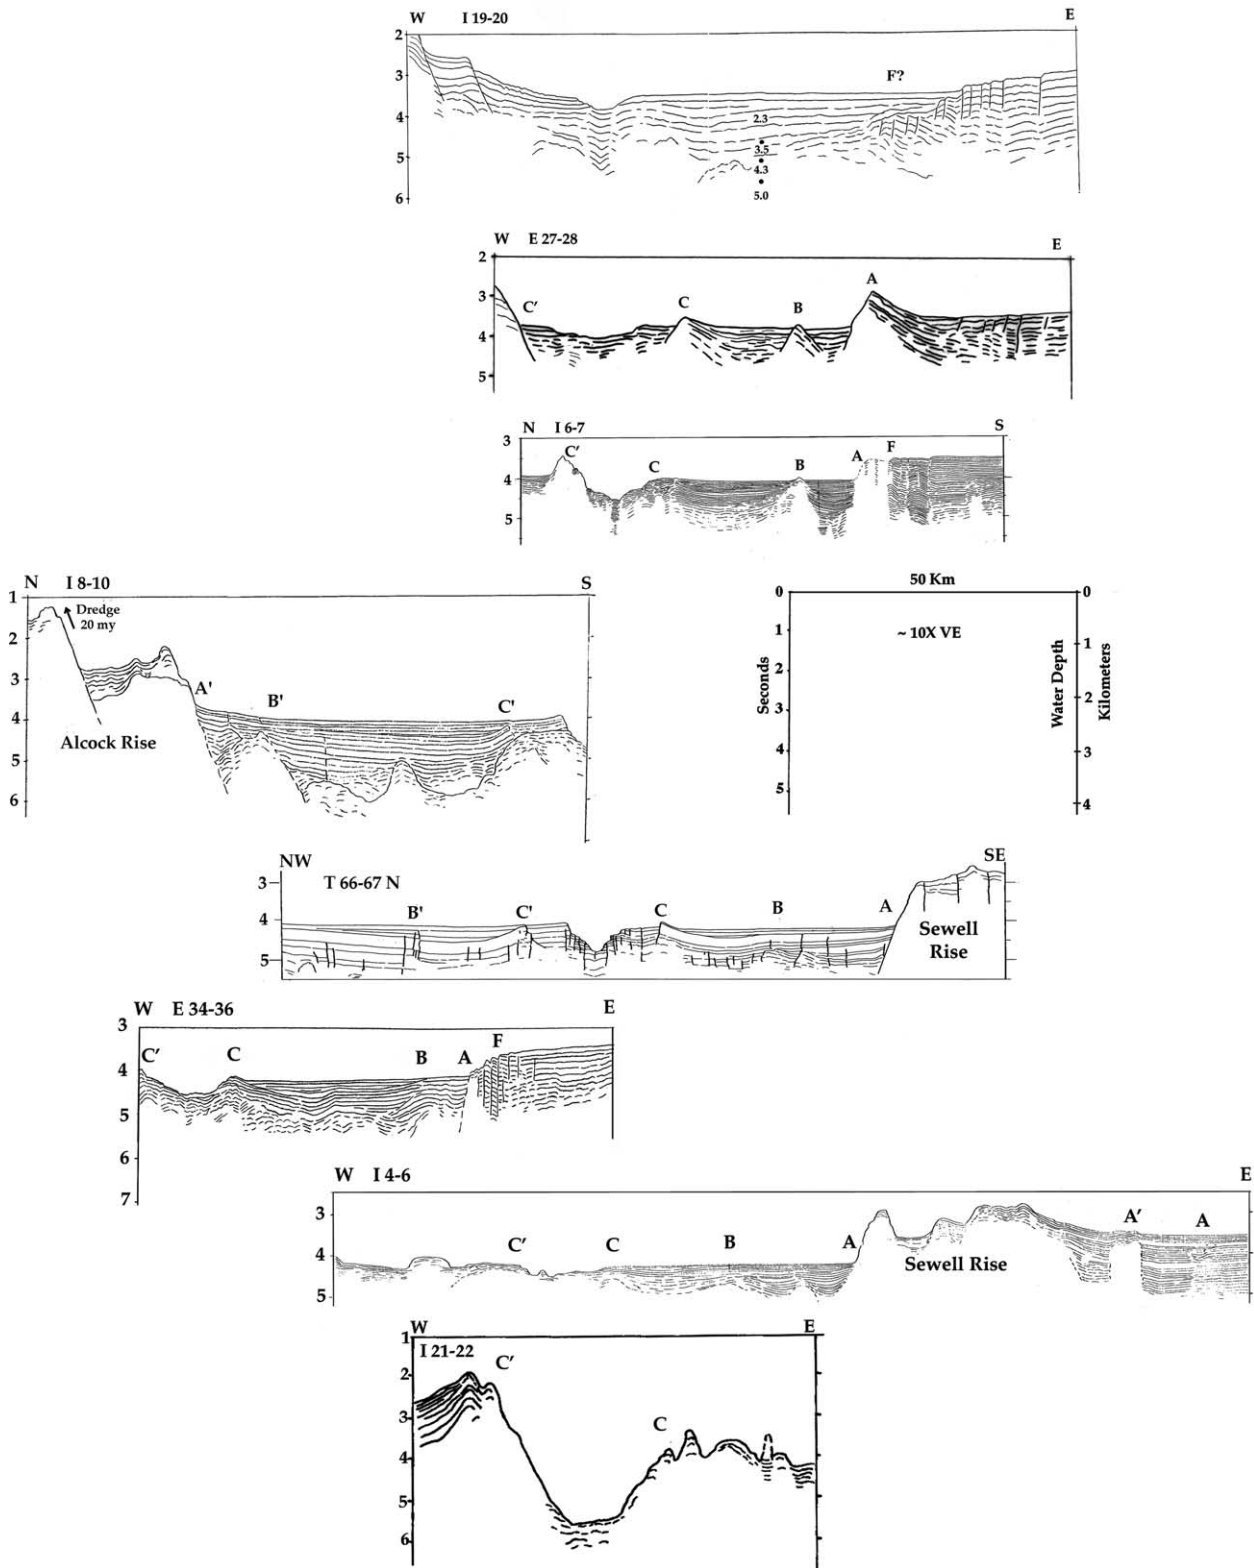 W I 19-20 E
2
3
4
5
6
F?
2.3
3.5
4.3
5.0
W E 27-28 E
2
3
4
5
C' C B A
N I 6-7 S
3
4
5
C' C B A F
N I 8-10 S
1
2
3
4
5
6
Dredge
20 my
A' B' C'
Alcock Rise
50 Km
0 0
1 1
2 2
3 3
4 4
5
~ 10X VE
Seconds
Water Depth
Kilometers
NW SE
T 66-67 N
3
4
5
B' C' C B A
Sewell
Rise
W E 34-36 E
3
4
5
6
7
C' C B A F
W I 4-6 E
3
4
5
C' C B A A' A
Sewell Rise
W E
I 21-22
1
2
3
4
5
6
C'
C